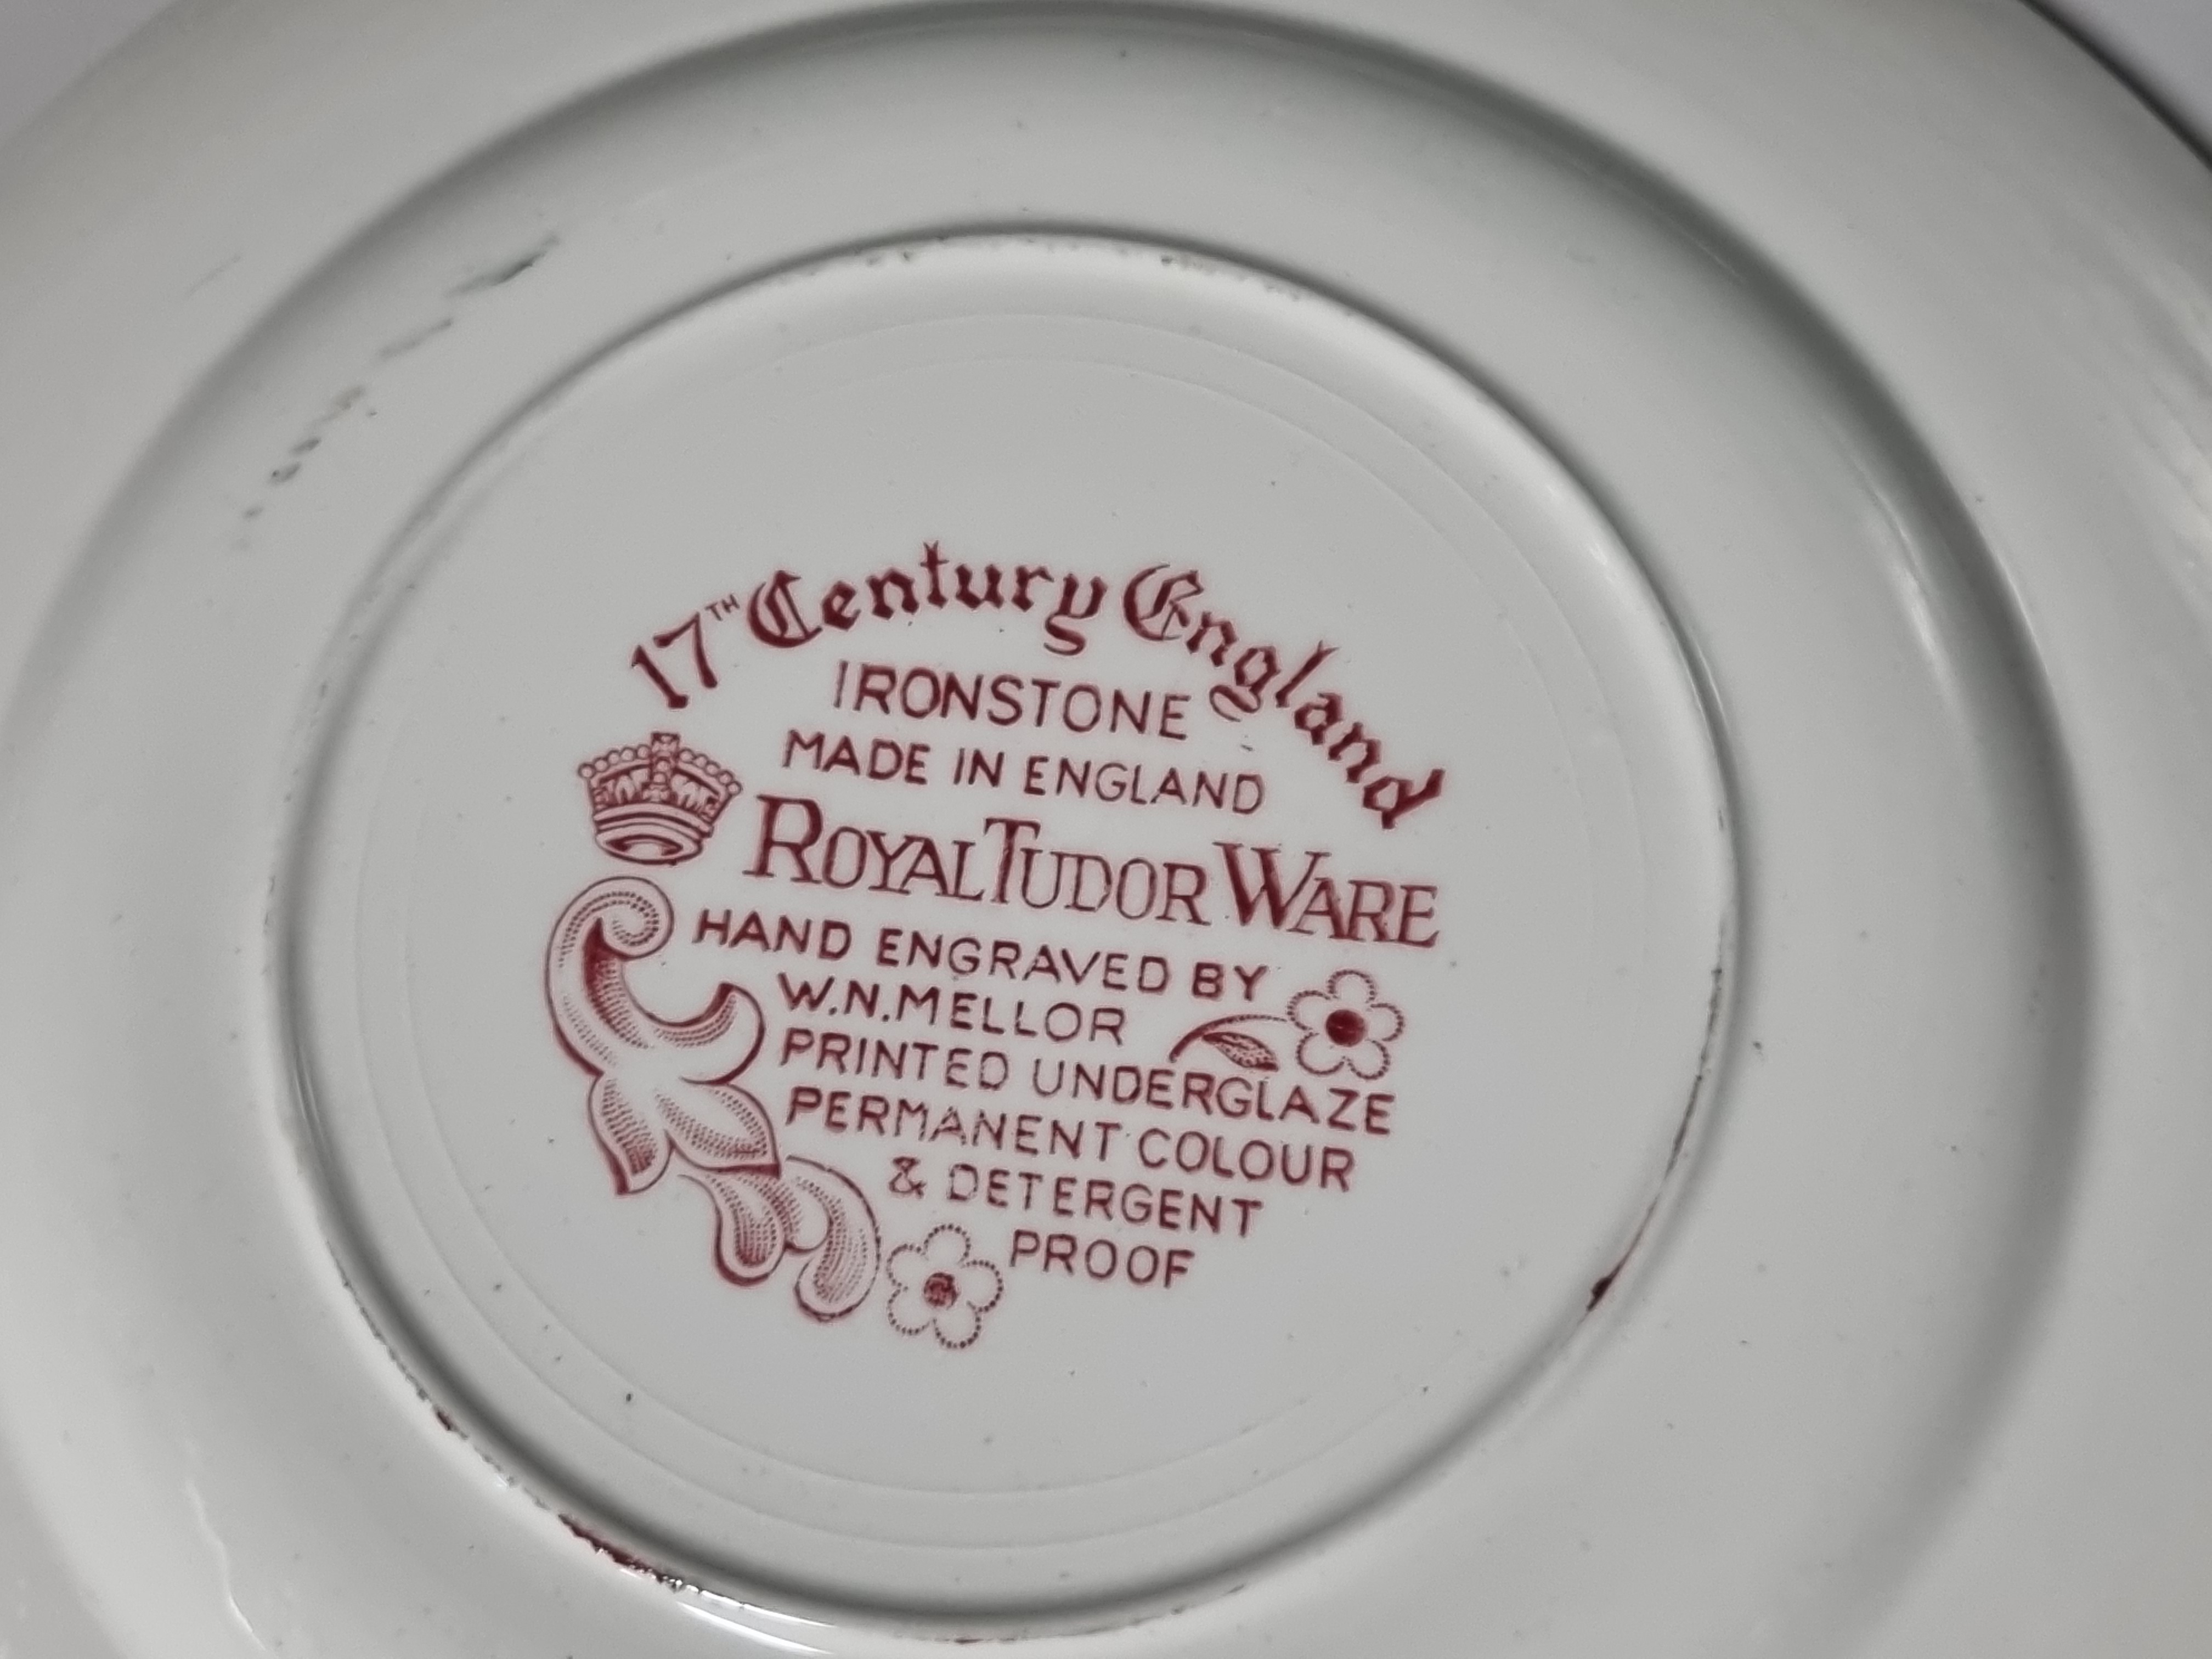 17TH Century England
IRONSTONE
MADE IN ENGLAND
ROYAL TUDOR WARE
HAND ENGRAVED BY
W.N.MELLOR
PRINTED UNDERGLAZE
PERMANENT COLOUR
& DETERGENT
PROOF